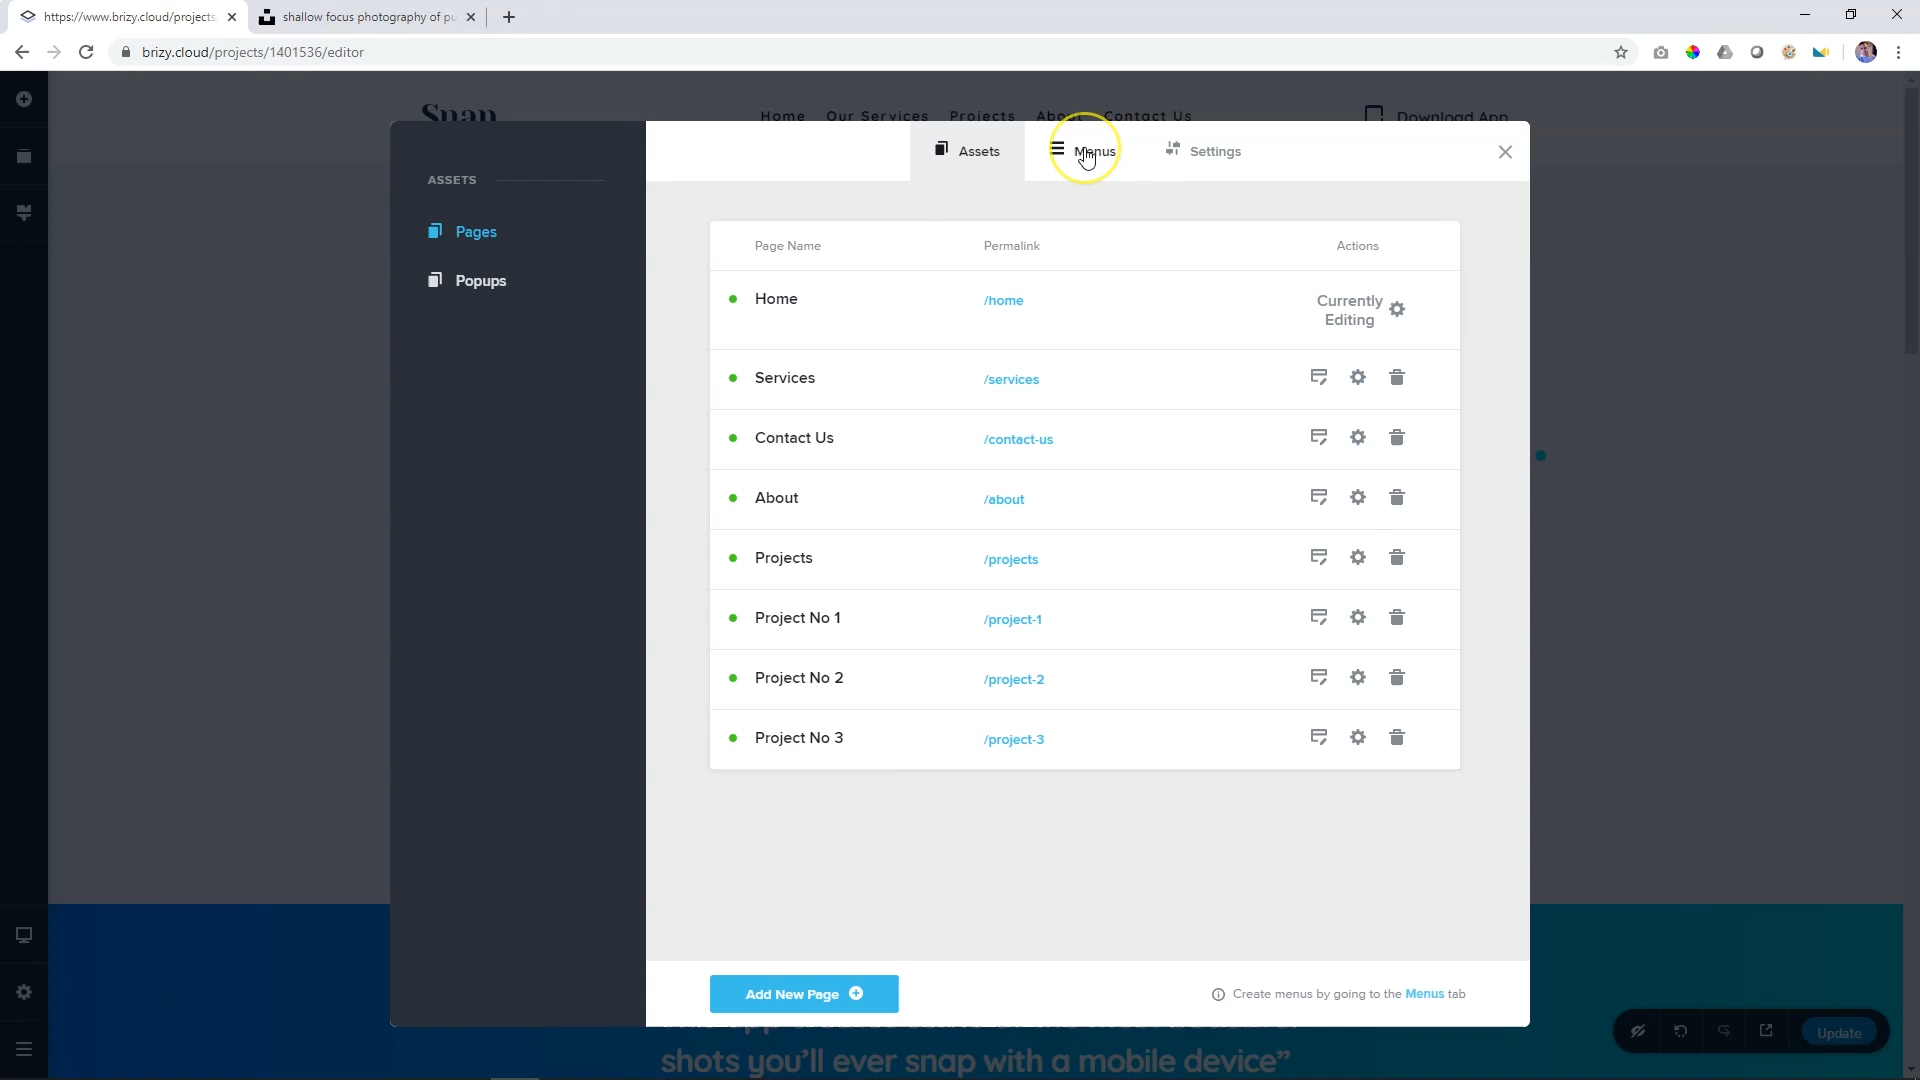 https://www.brizy.cloud/projects
shallow focus photography of pu
brizy.cloud/projects/1401536/editor
Snap
Home Our Services Projects About Contact Us
Download App
Assets
Menus
Settings
ASSETS
Pages
Popups
Page Name Permalink Actions
Home /home Currently
Editing
Services /services
Contact Us /contact-us
About /about
Projects /projects
Project No 1 /project-1
Project No 2 /project-2
Project No 3 /project-3
Add New Page
Create menus by going to the Menus tab
shots you'll ever snap with a mobile device”
Update